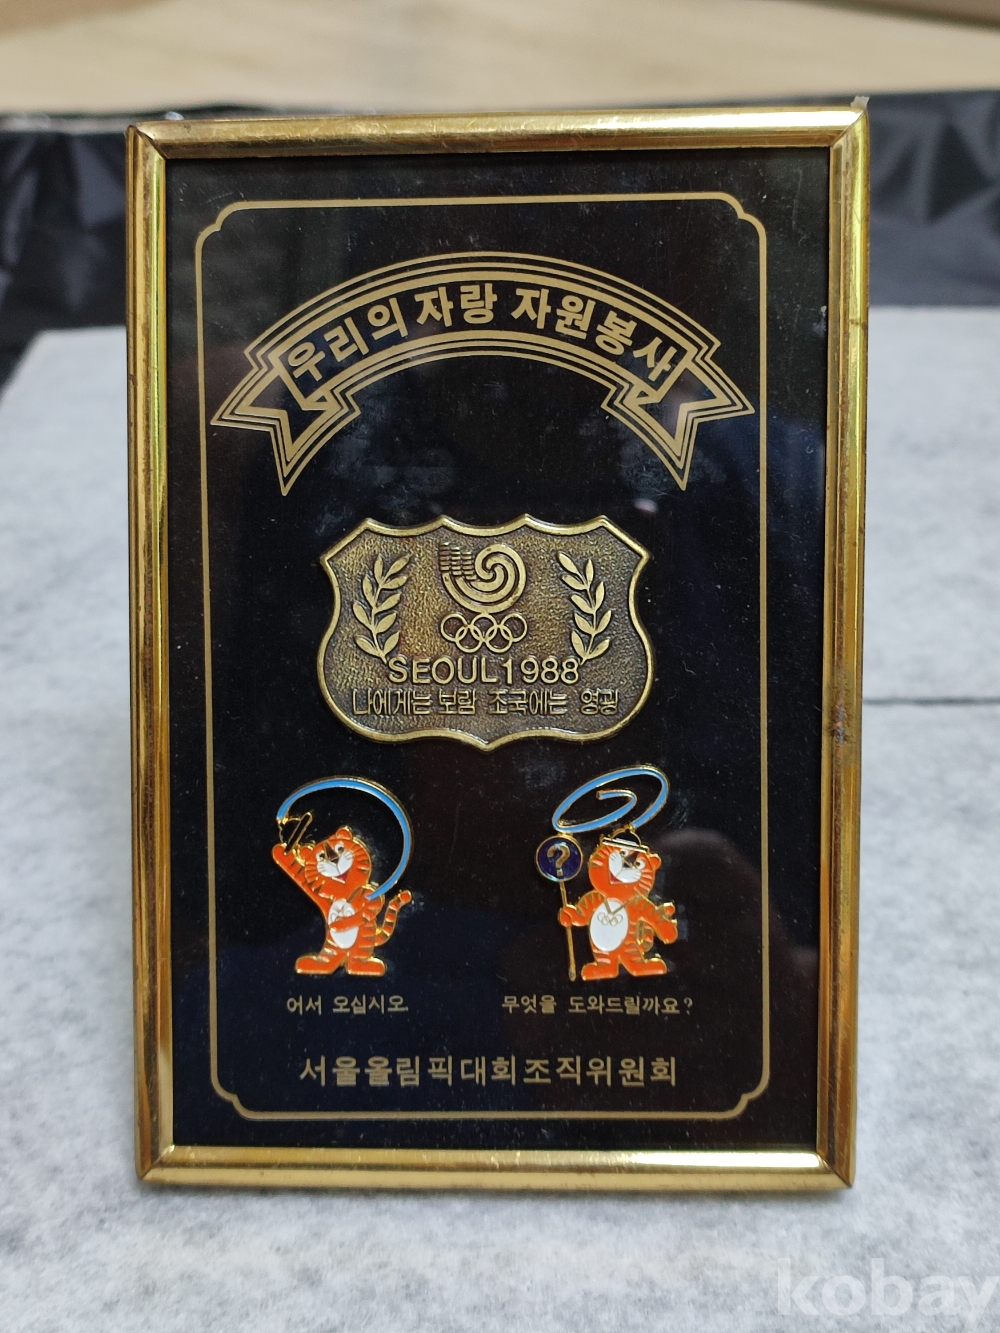 우리의 자랑 자원봉사
SEOUL 1988
나에게는 보람 조국에는 영광
?
어서 오십시오
무엇을 도와드릴까요?
서울올림픽대회조직위원회
kobay